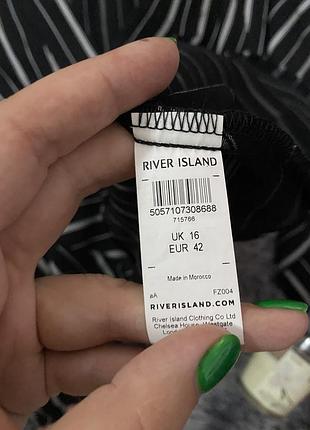 RIVER ISLAND
5057107308688
715766
UK 16
EUR 42
Made in Morocco
aA FZ004
RIVERISLAND.COM
River Island Clothing Co Ltd
Chelsea House, Westgate